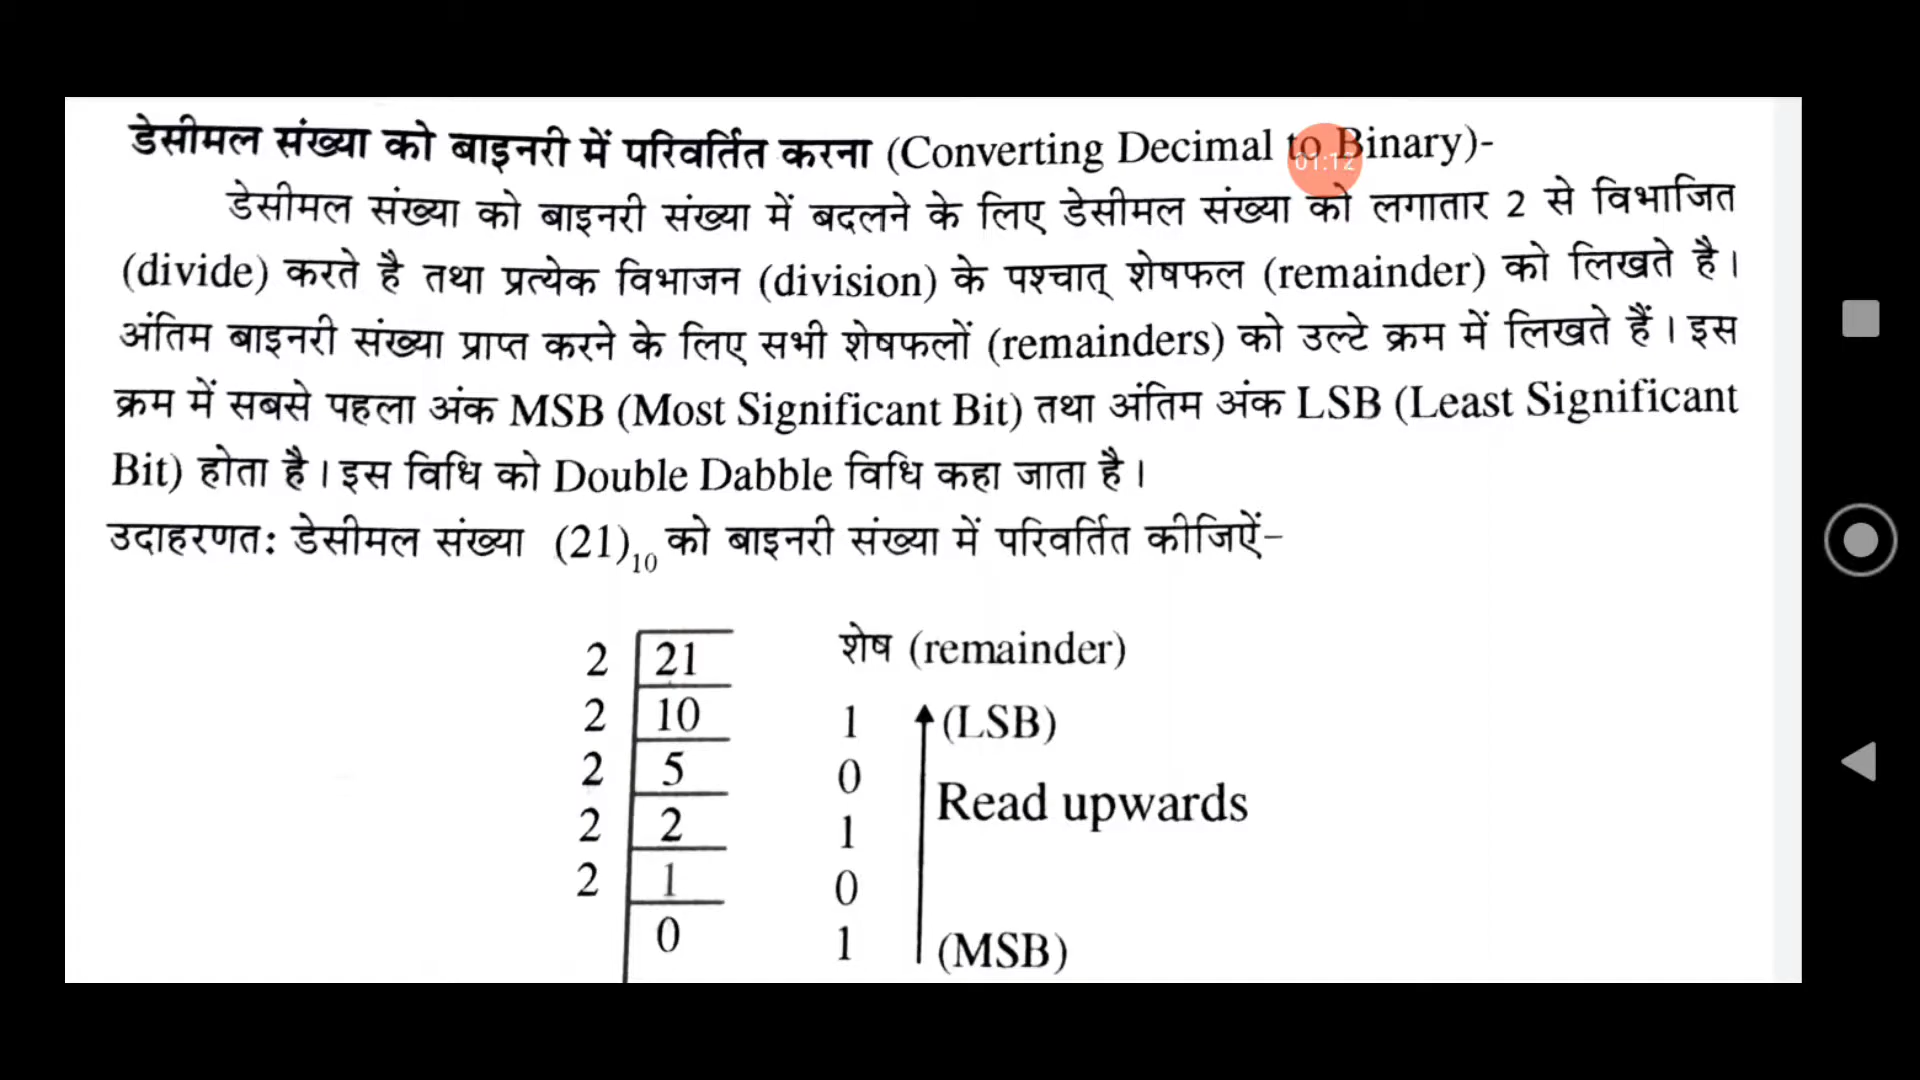 डेसीमल संख्या को बाइनरी में परिवर्तित करना (Converting Decimal to Binary)-
01:12
डेसीमल संख्या को बाइनरी संख्या में बदलने के लिए डेसीमल संख्या को लगातार 2 से विभाजित
(divide) करते है तथा प्रत्येक विभाजन (division) के पश्चात् शेषफल (remainder) को लिखते है।
अंतिम बाइनरी संख्या प्राप्त करने के लिए सभी शेषफलों (remainders) को उल्टे क्रम में लिखते हैं। इस
क्रम में सबसे पहला अंक MSB (Most Significant Bit) तथा अंतिम अंक LSB (Least Significant
Bit) होता है। इस विधि को Double Dabble विधि कहा जाता है।
उदाहरणतः डेसीमल संख्या (21)10 को बाइनरी संख्या में परिवर्तित कीजिऐं-
2 21 शेष (remainder)
2 10 1 (LSB)
2 5 0
Read upwards
2 2 1
2 1 0
0 1 (MSB)